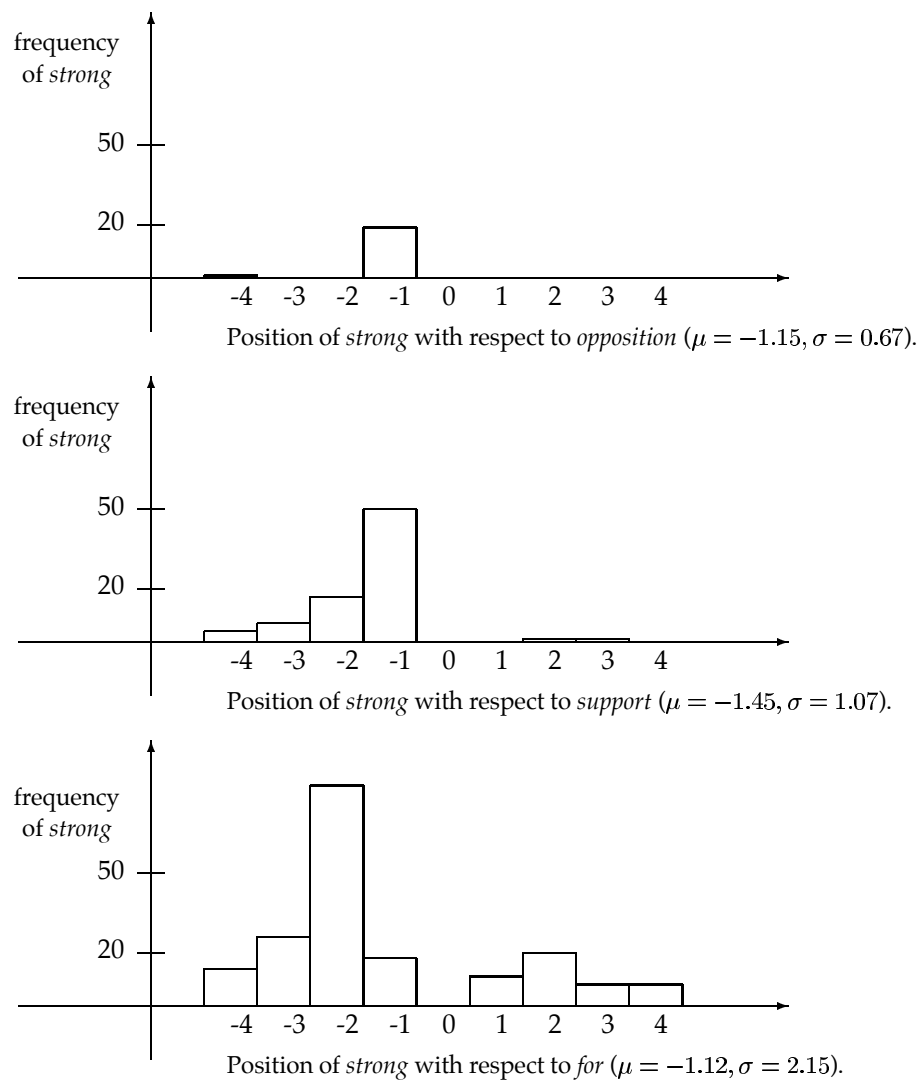 frequency
of strong
50
20
-4 -3 -2 -1 0 1 2 3 4
Position of strong with respect to opposition (μ = −1.15, σ = 0.67).
frequency
of strong
50
20
-4 -3 -2 -1 0 1 2 3 4
Position of strong with respect to support (μ = −1.45, σ = 1.07).
frequency
of strong
50
20
-4 -3 -2 -1 0 1 2 3 4
Position of strong with respect to for (μ = −1.12, σ = 2.15).